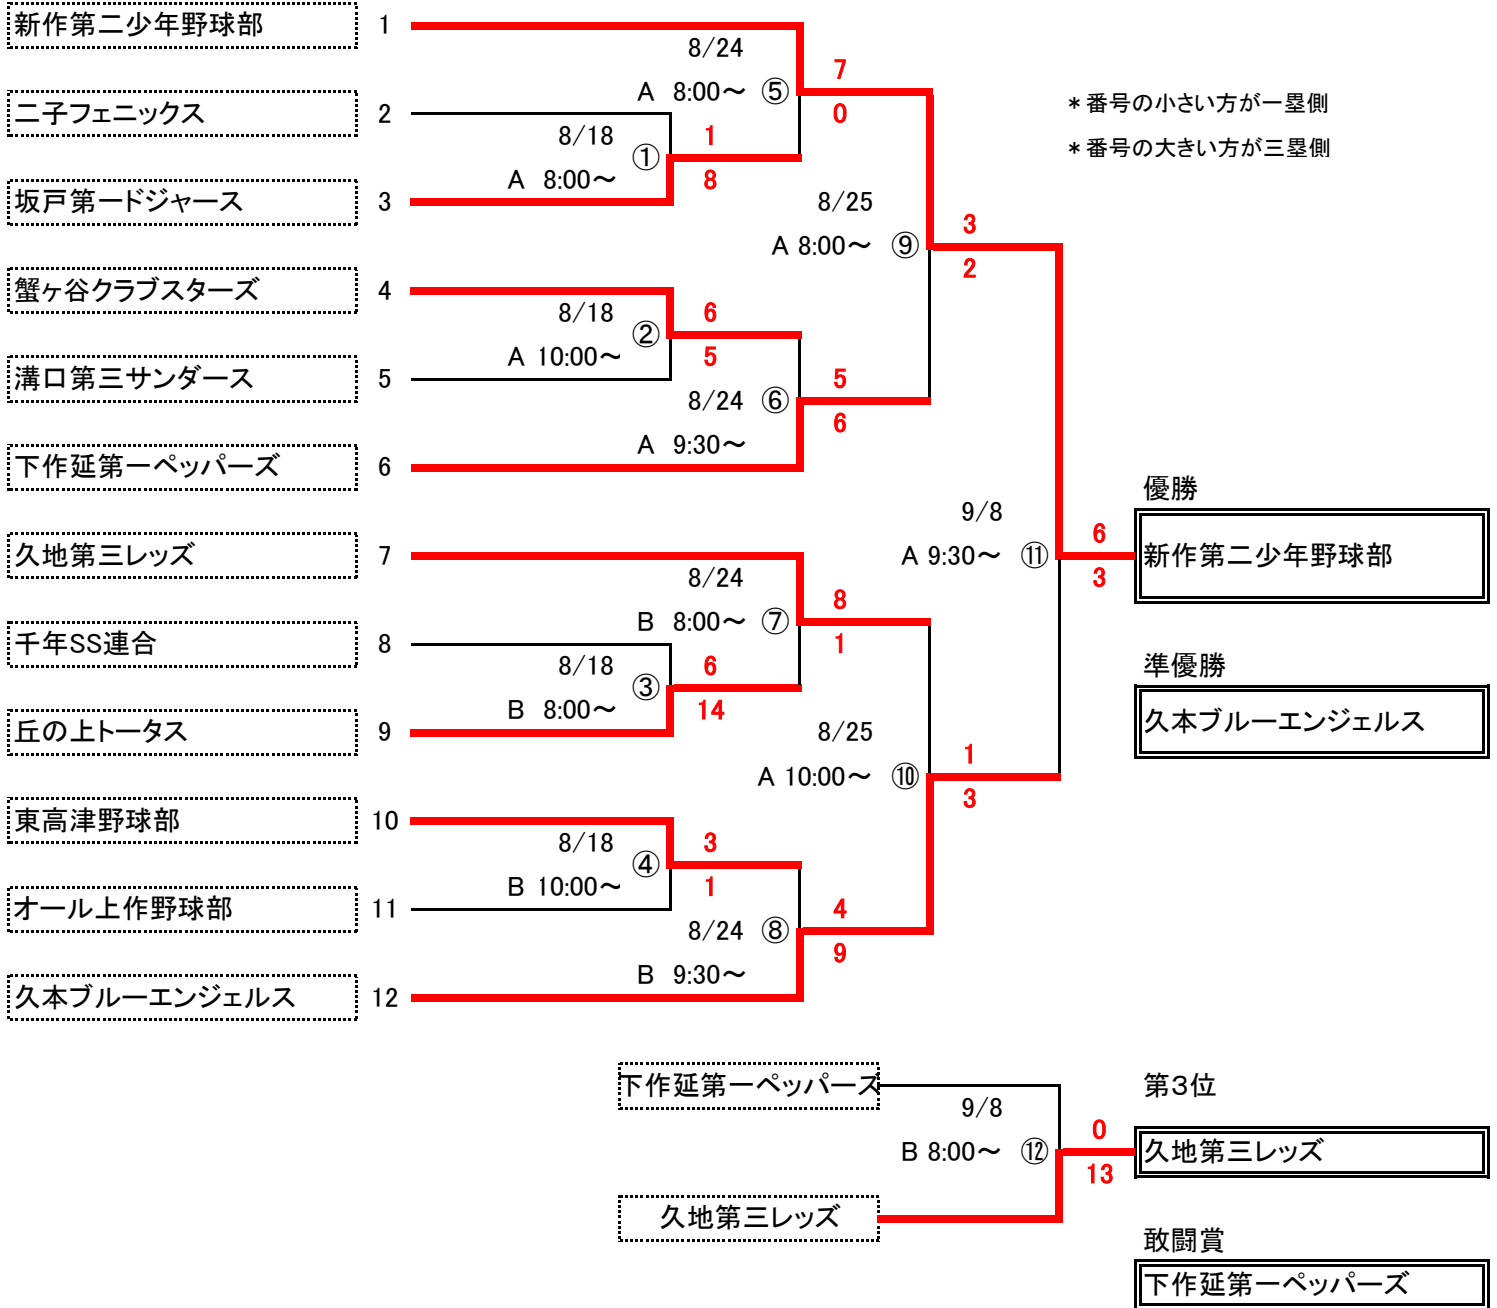 新作第二少年野球部 1
8/24
7
A 8:00～ ⑤
0
＊番号の小さい方が一塁側
二子フェニックス 2
8/18
1
＊番号の大きい方が三塁側
①
A 8:00～
8
坂戸第一ドジャース 3
8/25
3
A 8:00～ ⑨
2
蟹ヶ谷クラブスターズ 4
8/18
6
②
A 10:00～
5
溝口第三サンダース 5
5
8/24 ⑥
6
A 9:30～
下作延第一ペッパーズ 6
優勝
9/8
6
久地第三レッズ 7
A 9:30～ ⑪
新作第二少年野球部
8/24
3
8
B 8:00～ ⑦
1
千年SS連合 8
8/18
6
準優勝
③
B 8:00～
14
久本ブルーエンジェルス
丘の上トータス 9
8/25
1
A 10:00～ ⑩
3
東高津野球部 10
8/18
3
④
B 10:00～
1
オール上作野球部 11
4
8/24 ⑧
9
B 9:30～
久本ブルーエンジェルス 12
下作延第一ペッパーズ
第3位
9/8
0
B 8:00～ ⑫
久地第三レッズ
13
久地第三レッズ
敢闘賞
下作延第一ペッパーズ